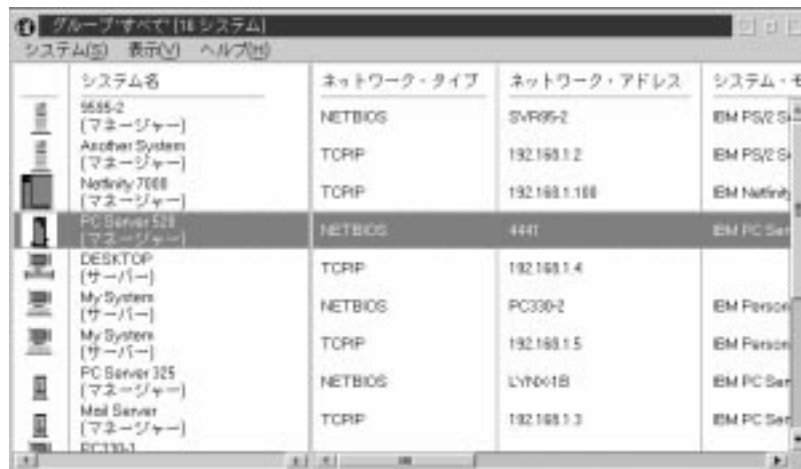 グループ'すべて' [18 システム]
システム(S) 表示(V) ヘルプ(H)
システム名 ネットワーク・タイプ ネットワーク・アドレス システム・モ
9595-2
(マネージャー) NETBIOS SVR95-2 IBM PS/2 Se
Another System
(マネージャー) TCPIP 192.168.1.2 IBM PS/2 Se
Netfinity 7000
(マネージャー) TCPIP 192.168.1.100 IBM Netfinity
PC Server 520
(マネージャー) NETBIOS 4441 IBM PC Ser
DESKTOP
(サーバー) TCPIP 192.168.1.4
My System
(サーバー) NETBIOS PC330-2 IBM Person
My System
(サーバー) TCPIP 192.168.1.5 IBM Person
PC Server 325
(マネージャー) NETBIOS LYNX-1B IBM PC Ser
Mail Server
(マネージャー) TCPIP 192.168.1.3 IBM PC Ser
PC330-1